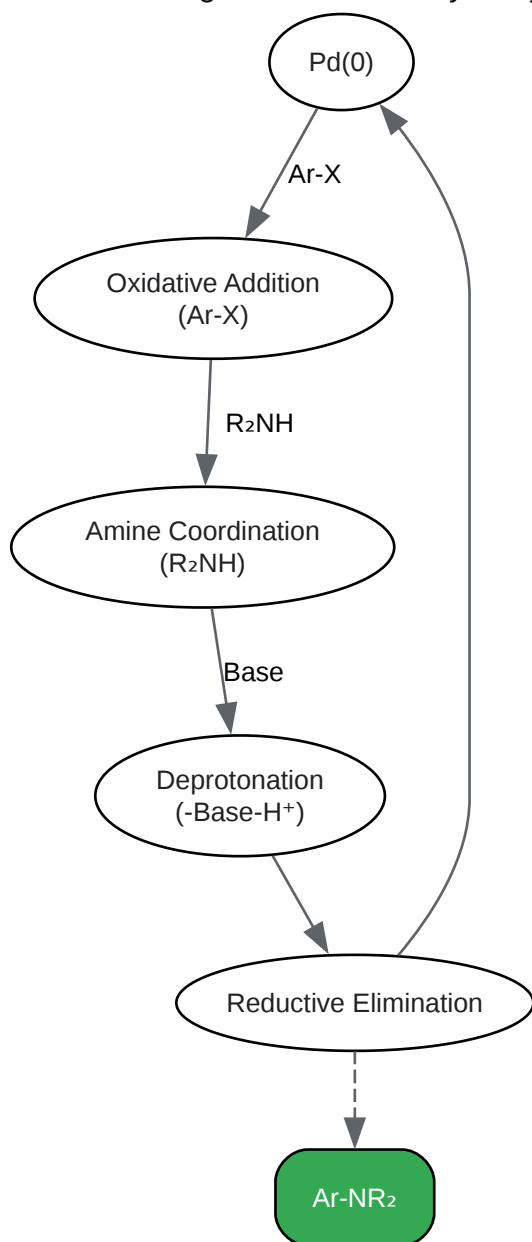 Pd(0)
Ar-X
Oxidative Addition
(Ar-X)
R₂NH
Amine Coordination
(R₂NH)
Base
Deprotonation
(-Base-H⁺)
Reductive Elimination
Ar-NR₂